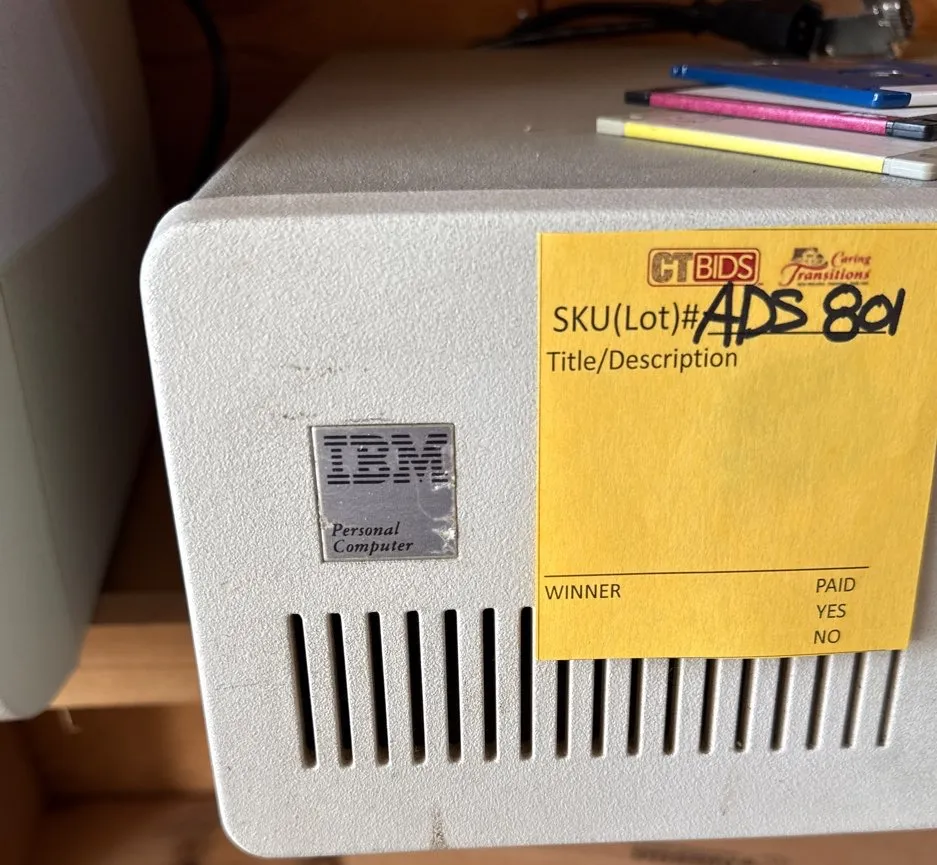 CTBIDS
Caring
Transitions
SKU(Lot)# ADS 801
Title/Description
IBM
Personal
Computer
WINNER
PAID
YES
NO